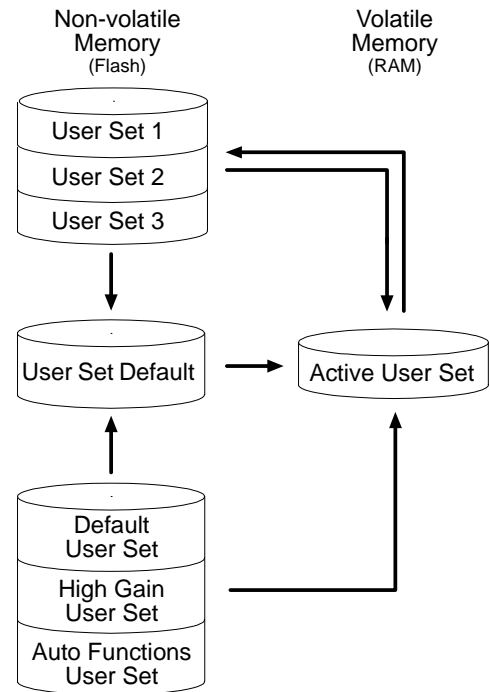 Non-volatile
Memory
(Flash)
Volatile
Memory
(RAM)
User Set 1
User Set 2
User Set 3
User Set Default
Active User Set
Default
User Set
High Gain
User Set
Auto Functions
User Set